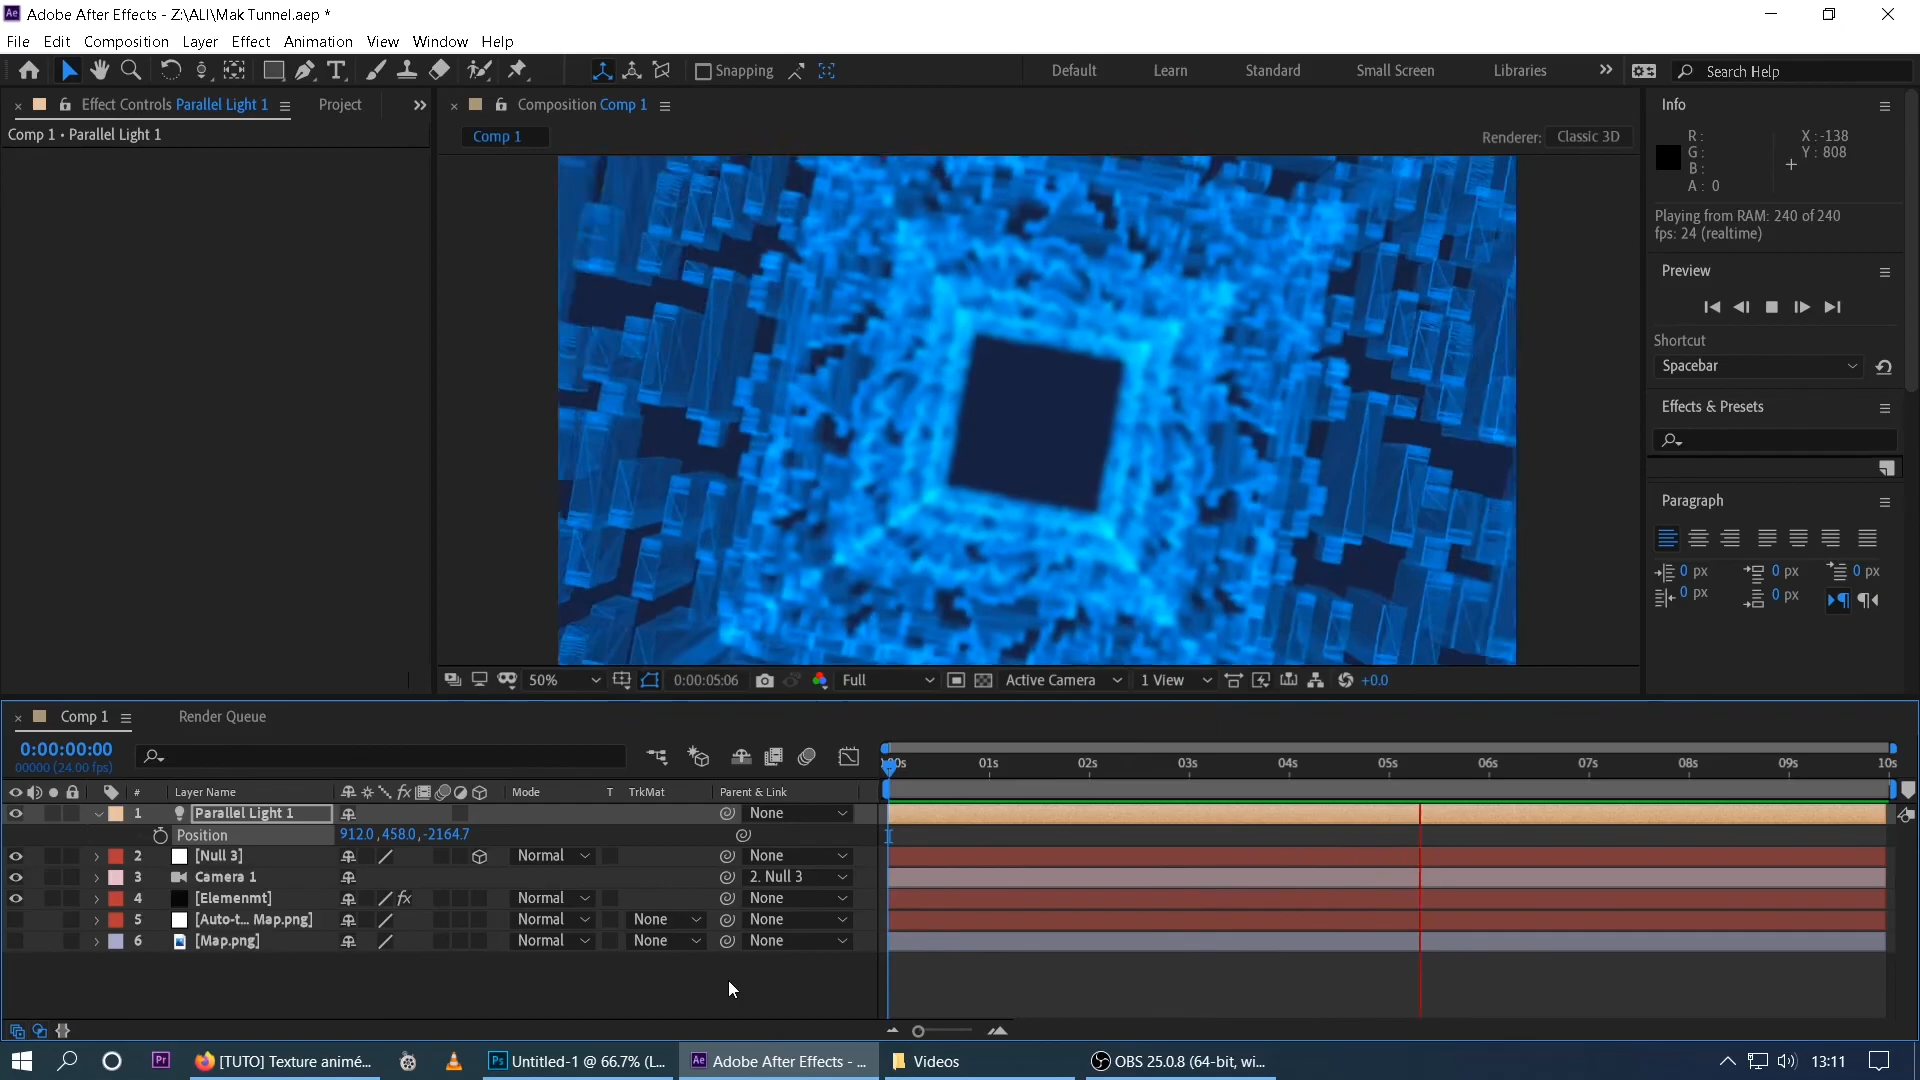 Adobe After Effects - Z:\ALI\Mak Tunnel.aep *
File Edit Composition Layer Effect Animation View Window Help
Snapping
Default Learn Standard Small Screen Libraries
Search Help
Effect Controls Parallel Light 1
Project
Comp 1 • Parallel Light 1
Composition Comp 1
Comp 1
Renderer: Classic 3D
Info
R :
G :
B :
A : 0
X : -138
Y : 808
Playing from RAM: 240 of 240
fps: 24 (realtime)
Preview
Shortcut
Spacebar
Effects & Presets
Paragraph
0 px 0 px 0 px
0 px 0 px
50% 0:00:05:06 Full Active Camera 1 View +0.0
Comp 1 Render Queue
0:00:00:00
00000 (24.00 fps)
:00s 01s 02s 03s 04s 05s 06s 07s 08s 09s 10s
# Layer Name fx Mode T TrkMat Parent & Link
1 Parallel Light 1 None
Position 912.0, 458.0, -2164.7
2 [Null 3] Normal None
3 Camera 1 2. Null 3
4 [Elemenmt] fx Normal None
5 [Auto-t... Map.png] Normal None None
6 [Map.png] Normal None None
Pr [TUTO] Texture animé... Ps Untitled-1 @ 66.7% (L... Ae Adobe After Effects - ... Videos OBS 25.0.8 (64-bit, wi... 13:11